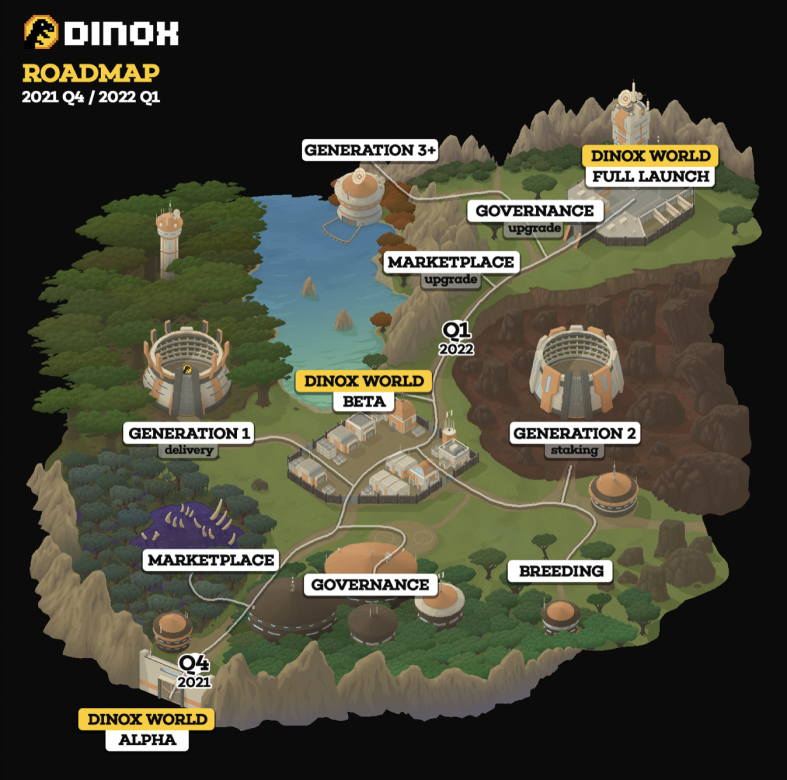 DINOX
ROADMAP
2021 Q4 / 2022 Q1
GENERATION 3+
DINOX WORLD
FULL LAUNCH
GOVERNANCE
upgrade
MARKETPLACE
upgrade
Q1
2022
DINOX WORLD
BETA
GENERATION 1
delivery
GENERATION 2
staking
MARKETPLACE
GOVERNANCE
BREEDING
Q4
2021
DINOX WORLD
ALPHA